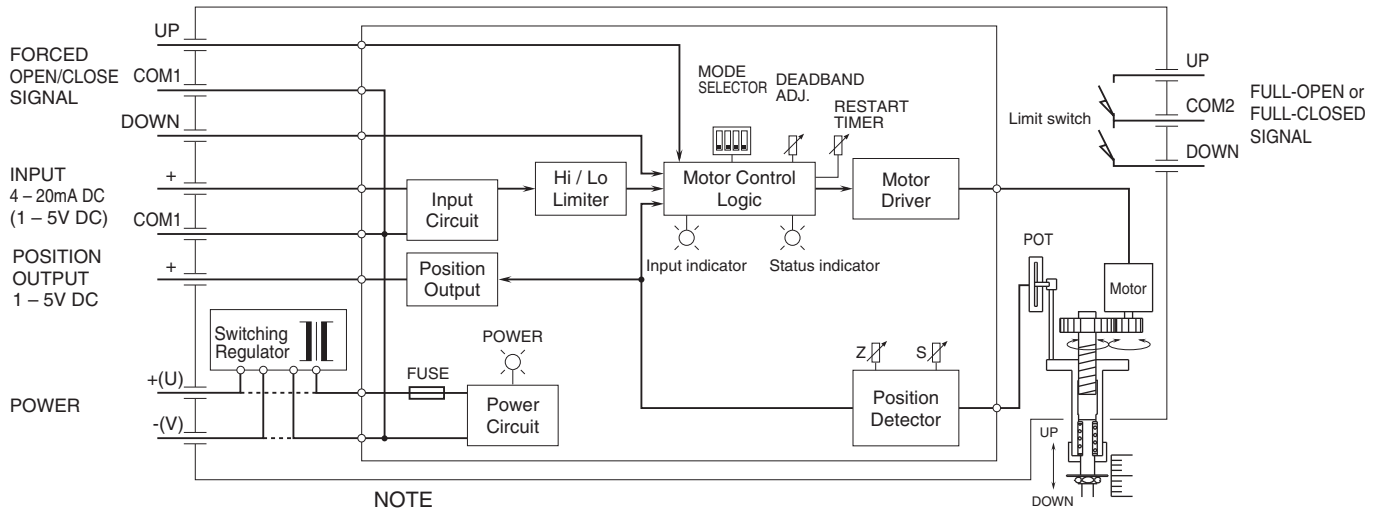 FORCED
OPEN/CLOSE
SIGNAL
UP
COM1
DOWN
INPUT
4 – 20mA DC
(1 – 5V DC)
+
COM1
POSITION
OUTPUT
1 – 5V DC
+
POWER
+(U)
-(V)
Switching
Regulator
FUSE
POWER
Power
Circuit
Input
Circuit
Position
Output
Hi / Lo
Limiter
MODE
SELECTOR
DEADBAND
ADJ.
RESTART
TIMER
Motor Control
Logic
Input indicator
Status indicator
Motor
Driver
Z
S
Position
Detector
POT
Motor
UP
DOWN
Limit switch
UP
COM2
DOWN
FULL-OPEN or
FULL-CLOSED
SIGNAL
NOTE